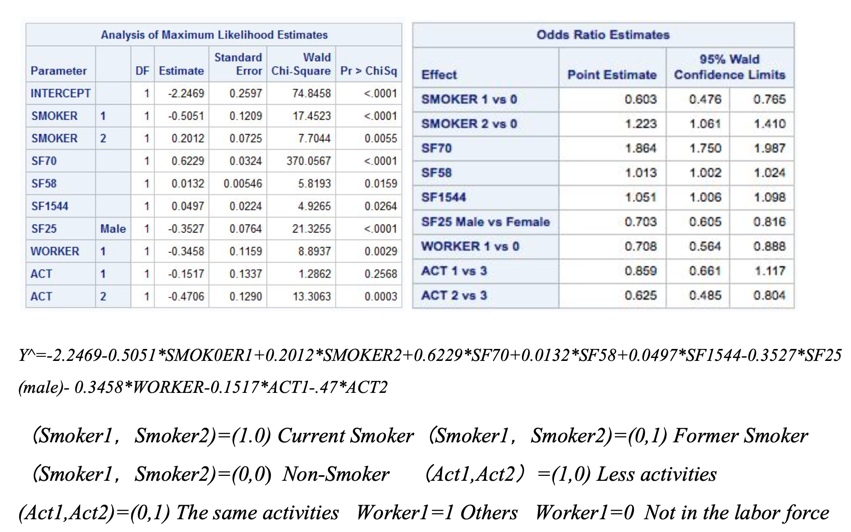 Analysis of Maximum Likelihood Estimates
Parameter DF Estimate Standard Error Wald Chi-Square Pr > ChiSq
INTERCEPT 1 -2.2469 0.2597 74.8458 <.0001
SMOKER 1 1 -0.5051 0.1209 17.4523 <.0001
SMOKER 2 1 0.2012 0.0725 7.7044 0.0055
SF70 1 0.6229 0.0324 370.0567 <.0001
SF58 1 0.0132 0.00546 5.8193 0.0159
SF1544 1 0.0497 0.0224 4.9265 0.0264
SF25 Male 1 -0.3527 0.0764 21.3255 <.0001
WORKER 1 1 -0.3458 0.1159 8.8937 0.0029
ACT 1 1 -0.1517 0.1337 1.2862 0.2568
ACT 2 1 -0.4706 0.1290 13.3063 0.0003
Odds Ratio Estimates
Effect Point Estimate 95% Wald Confidence Limits
SMOKER 1 vs 0 0.603 0.476 0.765
SMOKER 2 vs 0 1.223 1.061 1.410
SF70 1.864 1.750 1.987
SF58 1.013 1.002 1.024
SF1544 1.051 1.006 1.098
SF25 Male vs Female 0.703 0.605 0.816
WORKER 1 vs 0 0.708 0.564 0.888
ACT 1 vs 3 0.859 0.661 1.117
ACT 2 vs 3 0.625 0.485 0.804
Y^=-2.2469-0.5051*SMOK0ER1+0.2012*SMOKER2+0.6229*SF70+0.0132*SF58+0.0497*SF1544-0.3527*SF25
(male)- 0.3458*WORKER-0.1517*ACT1-.47*ACT2
（Smoker1， Smoker2)=(1.0) Current Smoker （Smoker1， Smoker2)=(0,1) Former Smoker
（Smoker1， Smoker2)=(0,0) Non-Smoker （Act1,Act2）=(1,0) Less activities
(Act1,Act2)=(0,1) The same activities Worker1=1 Others Worker1=0 Not in the labor force